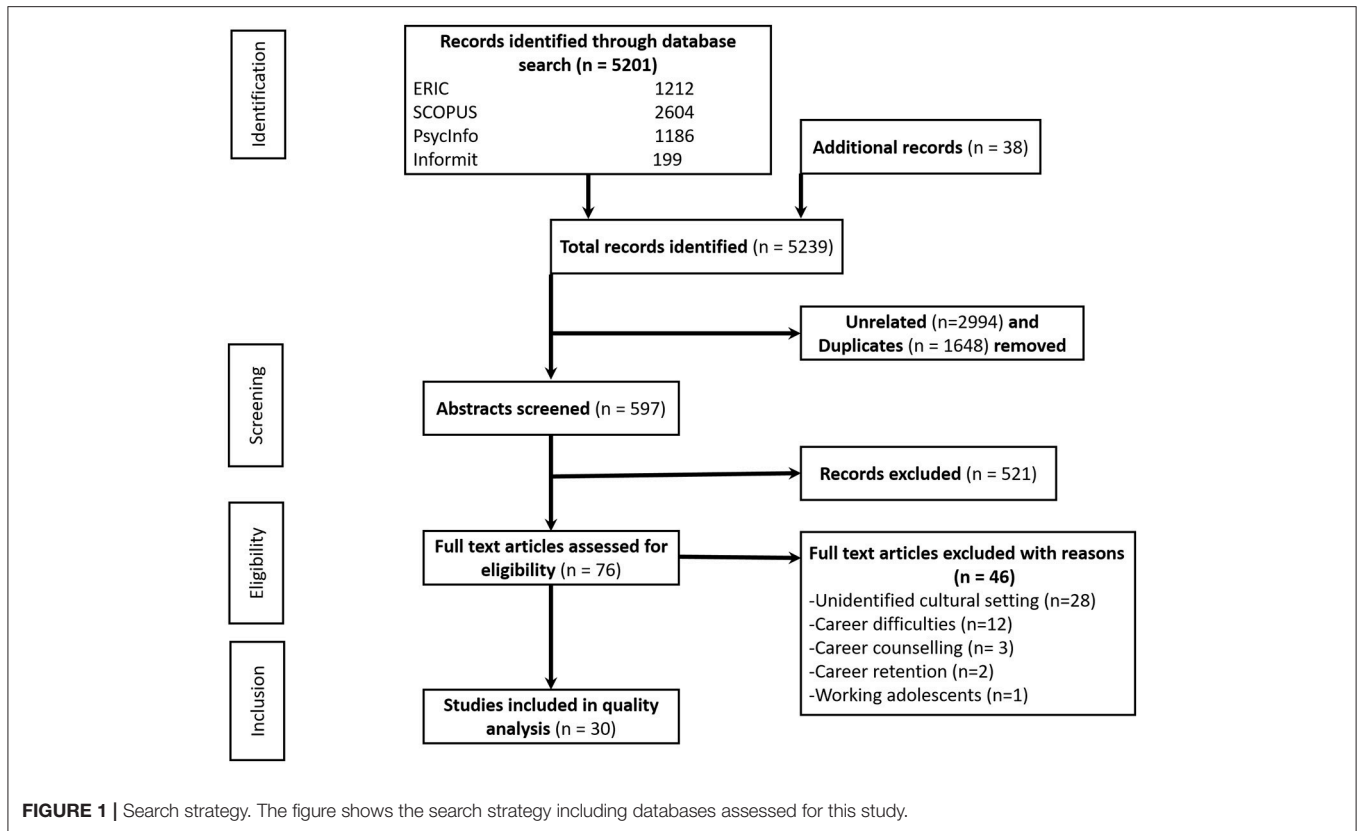 Identification
Records identified through database
search (n = 5201)
ERIC 1212
SCOPUS 2604
PsycInfo 1186
Informit 199
Additional records (n = 38)
Total records identified (n = 5239)
Unrelated (n=2994) and
Duplicates (n = 1648) removed
Screening
Abstracts screened (n = 597)
Records excluded (n = 521)
Eligibility
Full text articles assessed for
eligibility (n = 76)
Full text articles excluded with reasons
(n = 46)
-Unidentified cultural setting (n=28)
-Career difficulties (n=12)
-Career counselling (n= 3)
-Career retention (n=2)
-Working adolescents (n=1)
Inclusion
Studies included in quality
analysis (n = 30)
FIGURE 1 | Search strategy. The figure shows the search strategy including databases assessed for this study.